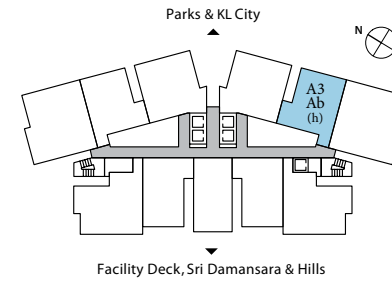 Parks & KL City
N
A3
Ab
(h)
Facility Deck, Sri Damansara & Hills